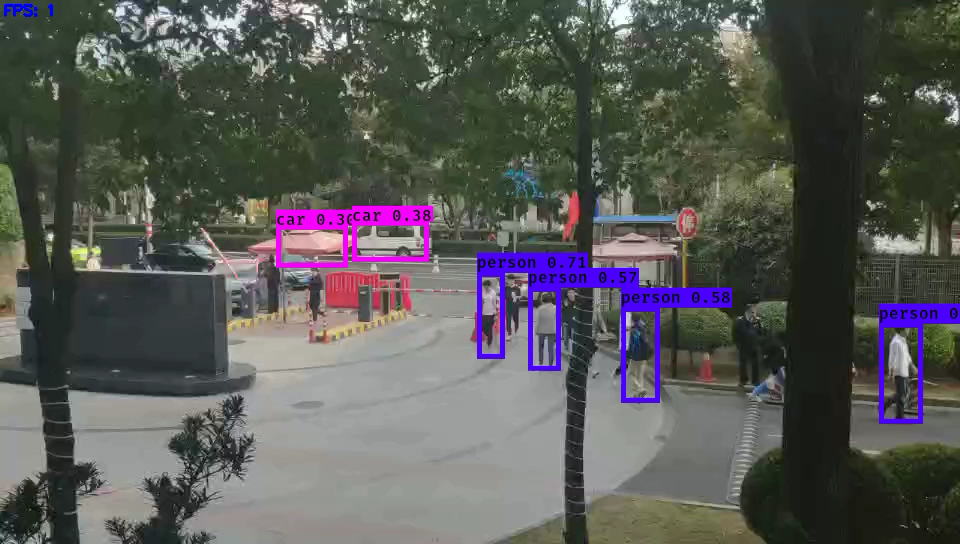 FPS: 1
car 0.30
car 0.38
person 0.71
person 0.57
person 0.58
person 0